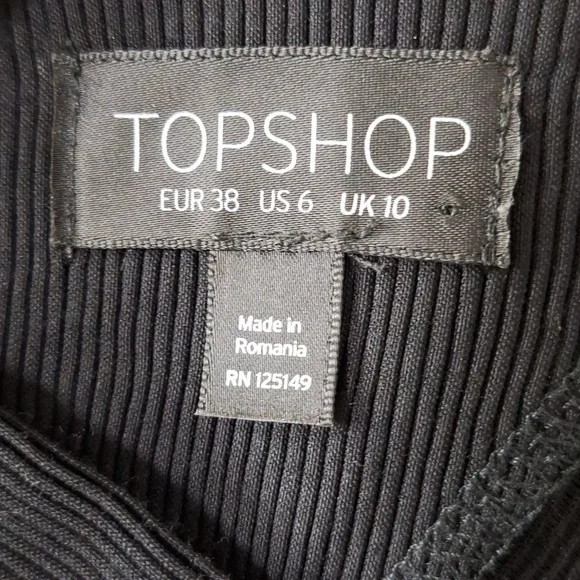 TOPSHOP
EUR 38 US 6 UK 10
Made in
Romania
RN 125149